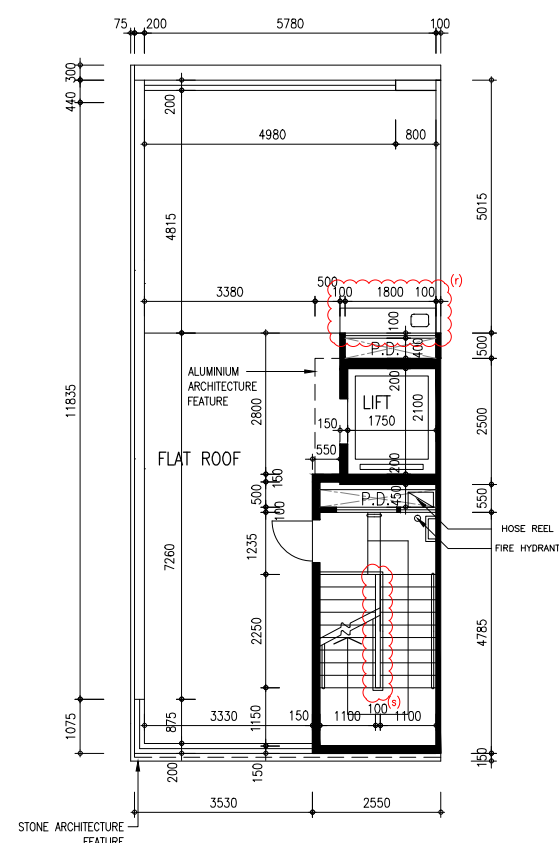 75 200 5780 100
300
440
200
4980 800
4815
5015
500
(r)
3380 100 1800 100
100
P.D.
400
500
ALUMINIUM
ARCHITECTURE
FEATURE
200
2800
LIFT
1750
2100
2500
11835
150
550
FLAT ROOF
200
150
500
P.D.
450
550
100
HOSE REEL
FIRE HYDRANT
1235
7260
2250
4785
(s)
100
3330 150 1100 1100
1075
875
1150
200
150
150
3530 2550
STONE ARCHITECTURE
FEATURE